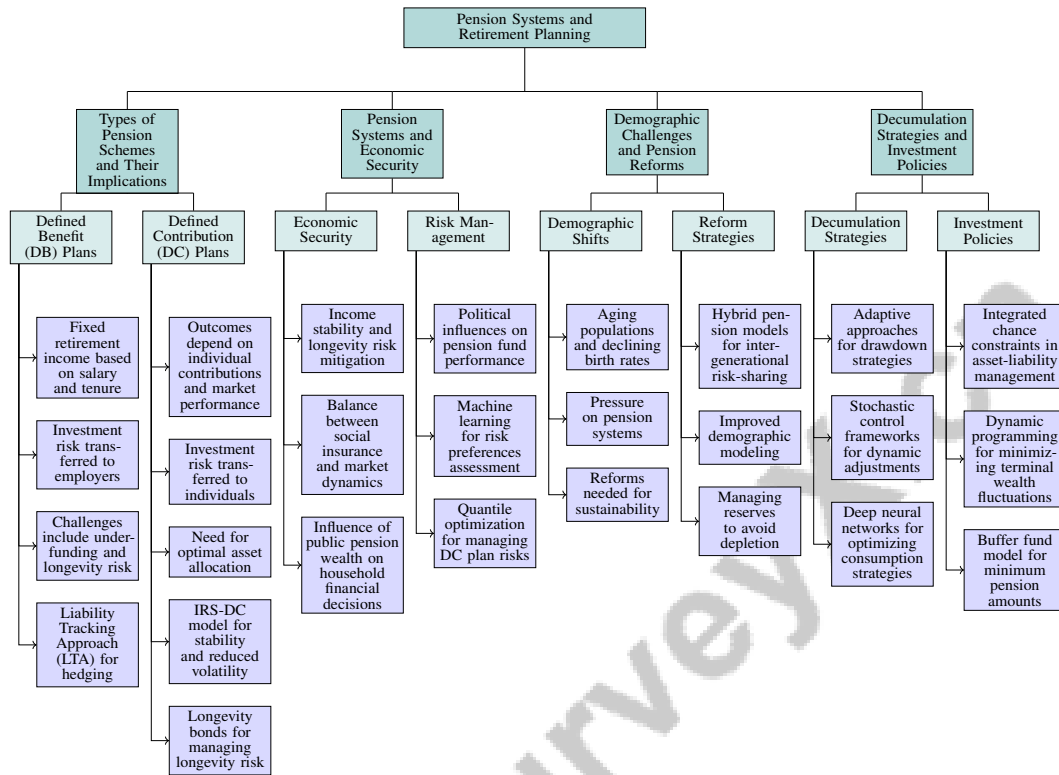 Pension Systems and
Retirement Planning
Types of
Pension
Schemes
and Their
Implications
Pension
Systems and
Economic
Security
Demographic
Challenges
and Pension
Reforms
Decumulation
Strategies and
Investment
Policies
Defined
Benefit
(DB) Plans
Defined
Contribution
(DC) Plans
Economic
Security
Risk Man-
agement
Demographic
Shifts
Reform
Strategies
Decumulation
Strategies
Investment
Policies
Fixed
retirement
income based
on salary
and tenure
Investment
risk trans-
ferred to
employers
Challenges
include under-
funding and
longevity risk
Liability
Tracking
Approach
(LTA) for
hedging
Outcomes
depend on
individual
contributions
and market
performance
Investment
risk trans-
ferred to
individuals
Need for
optimal asset
allocation
IRS-DC
model for
stability
and reduced
volatility
Longevity
bonds for
managing
longevity risk
Income
stability and
longevity risk
mitigation
Balance
between
social
insurance
and market
dynamics
Influence of
public pension
wealth on
household
financial
decisions
Political
influences on
pension fund
performance
Machine
learning
for risk
preferences
assessment
Quantile
optimization
for managing
DC plan risks
Aging
populations
and declining
birth rates
Pressure
on pension
systems
Reforms
needed for
sustainability
Hybrid pen-
sion models
for inter-
generational
risk-sharing
Improved
demographic
modeling
Managing
reserves
to avoid
depletion
Adaptive
approaches
for drawdown
strategies
Stochastic
control
frameworks
for dynamic
adjustments
Deep neural
networks for
optimizing
consumption
strategies
Integrated
chance
constraints in
asset-liability
management
Dynamic
programming
for minimiz-
ing terminal
wealth
fluctuations
Buffer fund
model for
minimum
pension
amounts